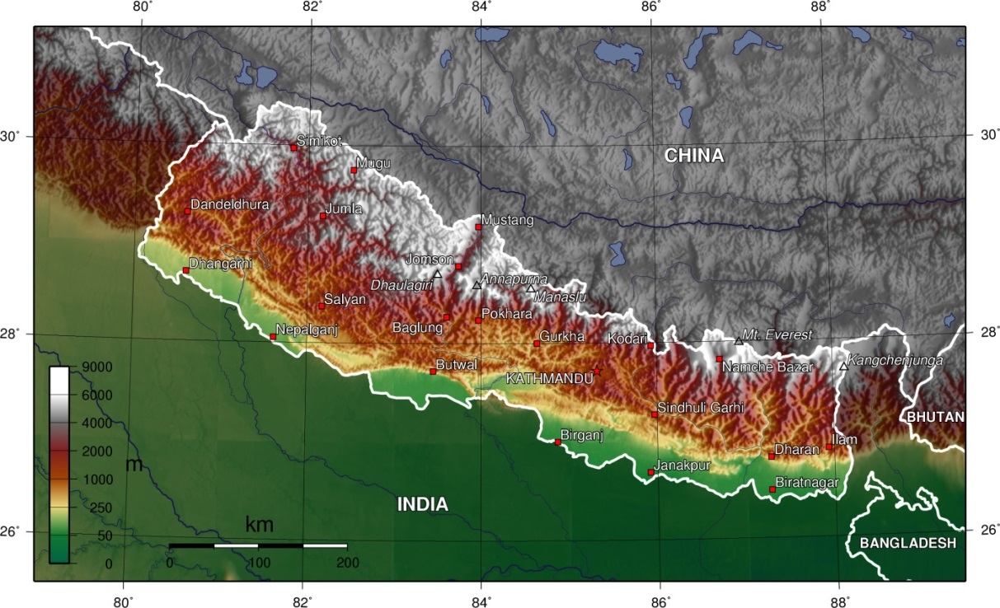 80° 82° 84° 86° 88°
30° 30°
CHINA
Simikot
Mugu
Dandeldhura
Jumla
Mustang
Jomson
Dhangarhi
Annapurna
Dhaulagiri
Manaslu
Salyan
Pokhara
Baglung
Nepalganj
28° 28°
Gurkha
Kodari
Mt. Everest
Butwal
Namche Bazar
Kangchenjunga
KATHMANDU
9000
6000
4000
2000
1000
250
50
0
m
Sindhuli Garhi
BHUTAN
Birganj
Ilam
Dharan
Janakpur
Biratnagar
INDIA
km
0 100 200
26° 26°
BANGLADESH
80° 82° 84° 86° 88°